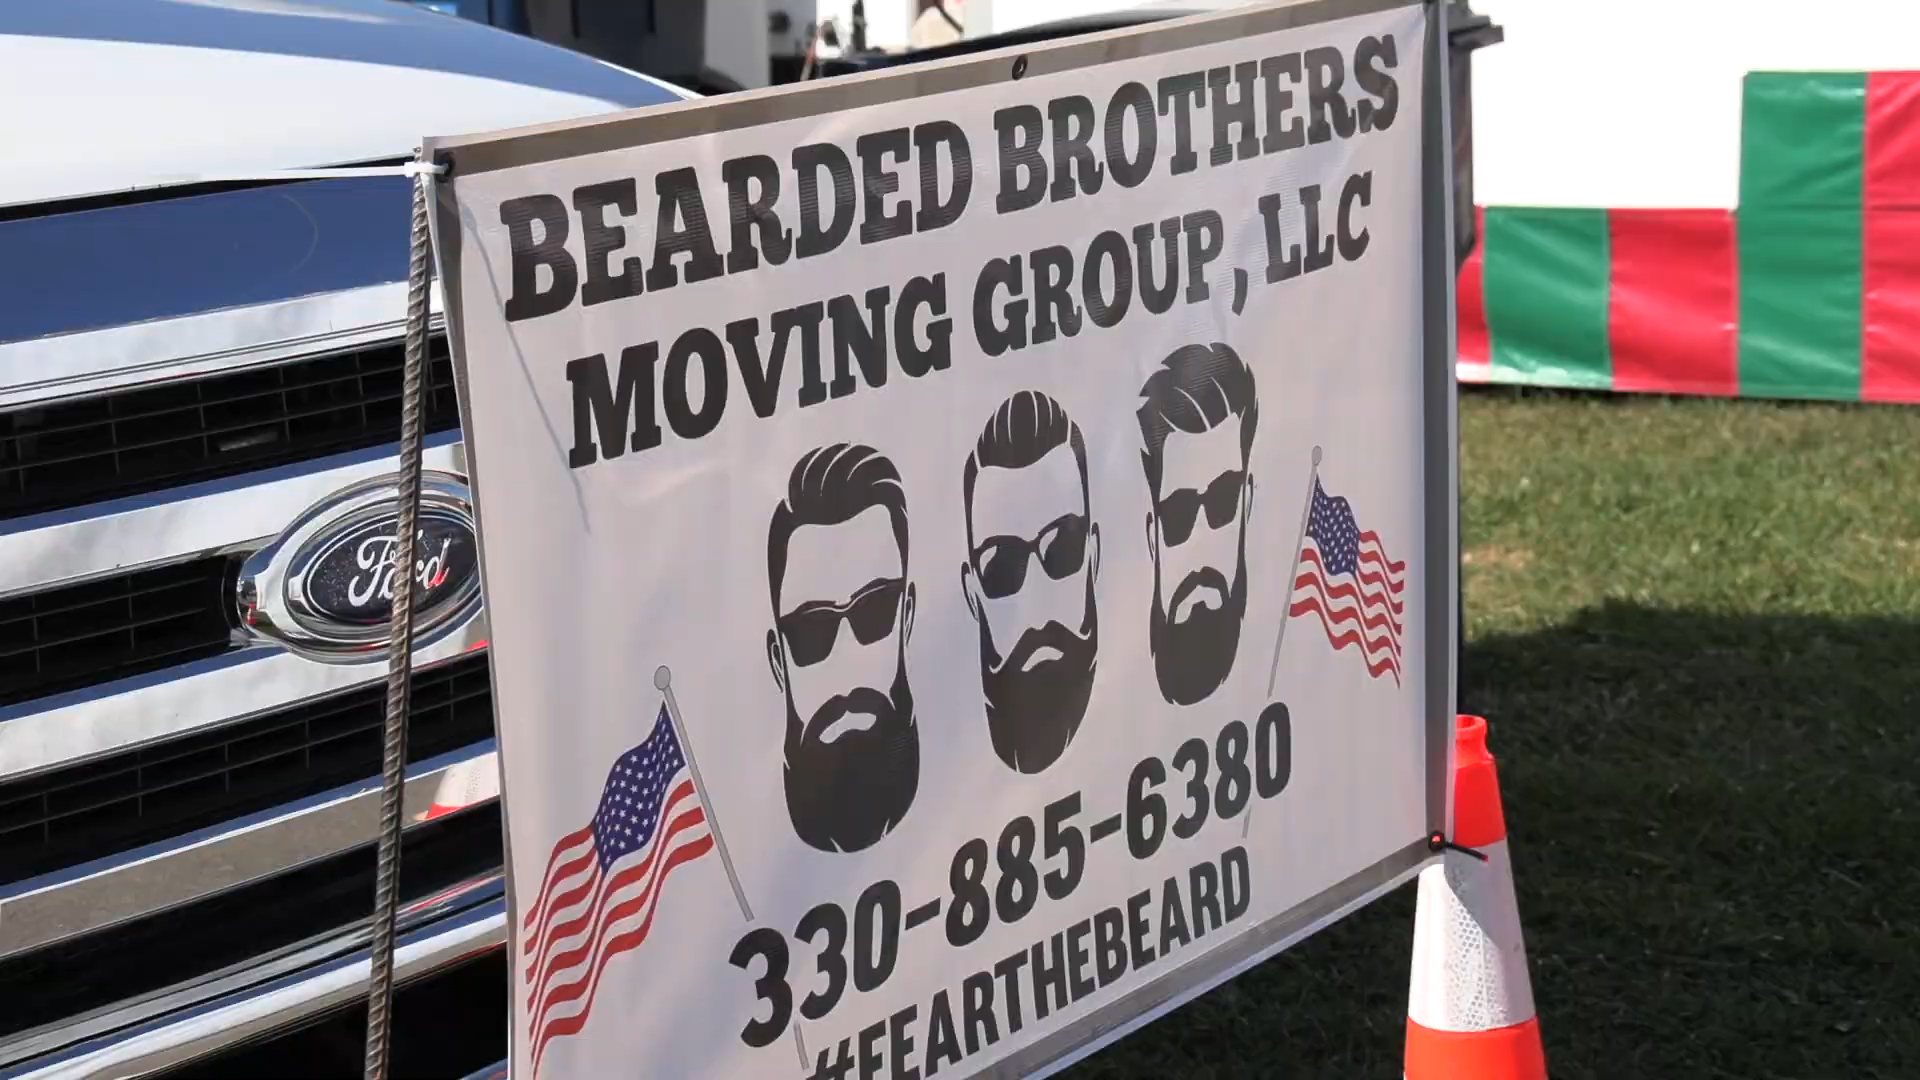 BEARDED BROTHERS
MOVING GROUP, LLC
Ford
330-885-6380
#FEARTHEBEARD